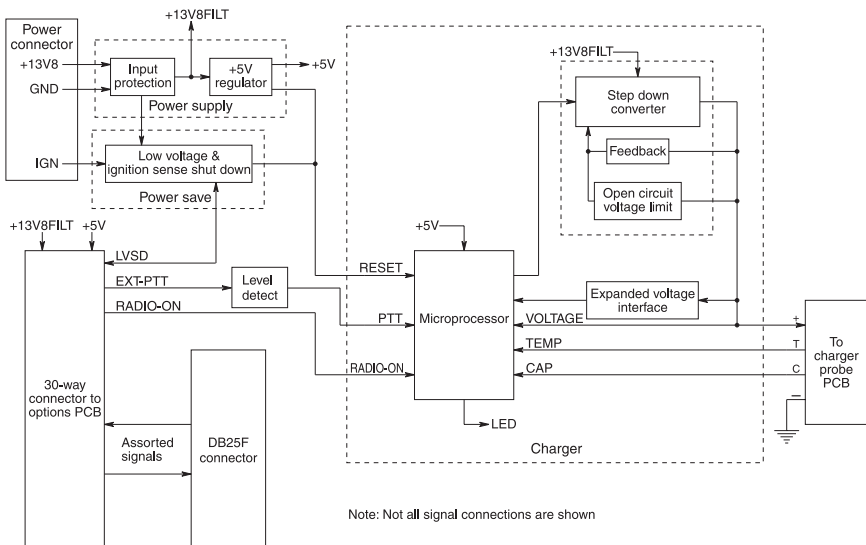 +13V8FILT
Power
connector
+13V8
GND
IGN
Input
protection
+5V
regulator
+5V
Power supply
Low voltage &
ignition sense shut down
Power save
+13V8FILT
Step down
converter
Feedback
Open circuit
voltage limit
+13V8FILT
+5V
LVSD
EXT-PTT
RADIO-ON
Level
detect
+5V
RESET
PTT
RADIO-ON
Microprocessor
Expanded voltage
interface
VOLTAGE
TEMP
CAP
LED
Charger
+
T
C
–
To
charger
probe
PCB
30-way
connector to
options PCB
Assorted
signals
DB25F
connector
Note: Not all signal connections are shown